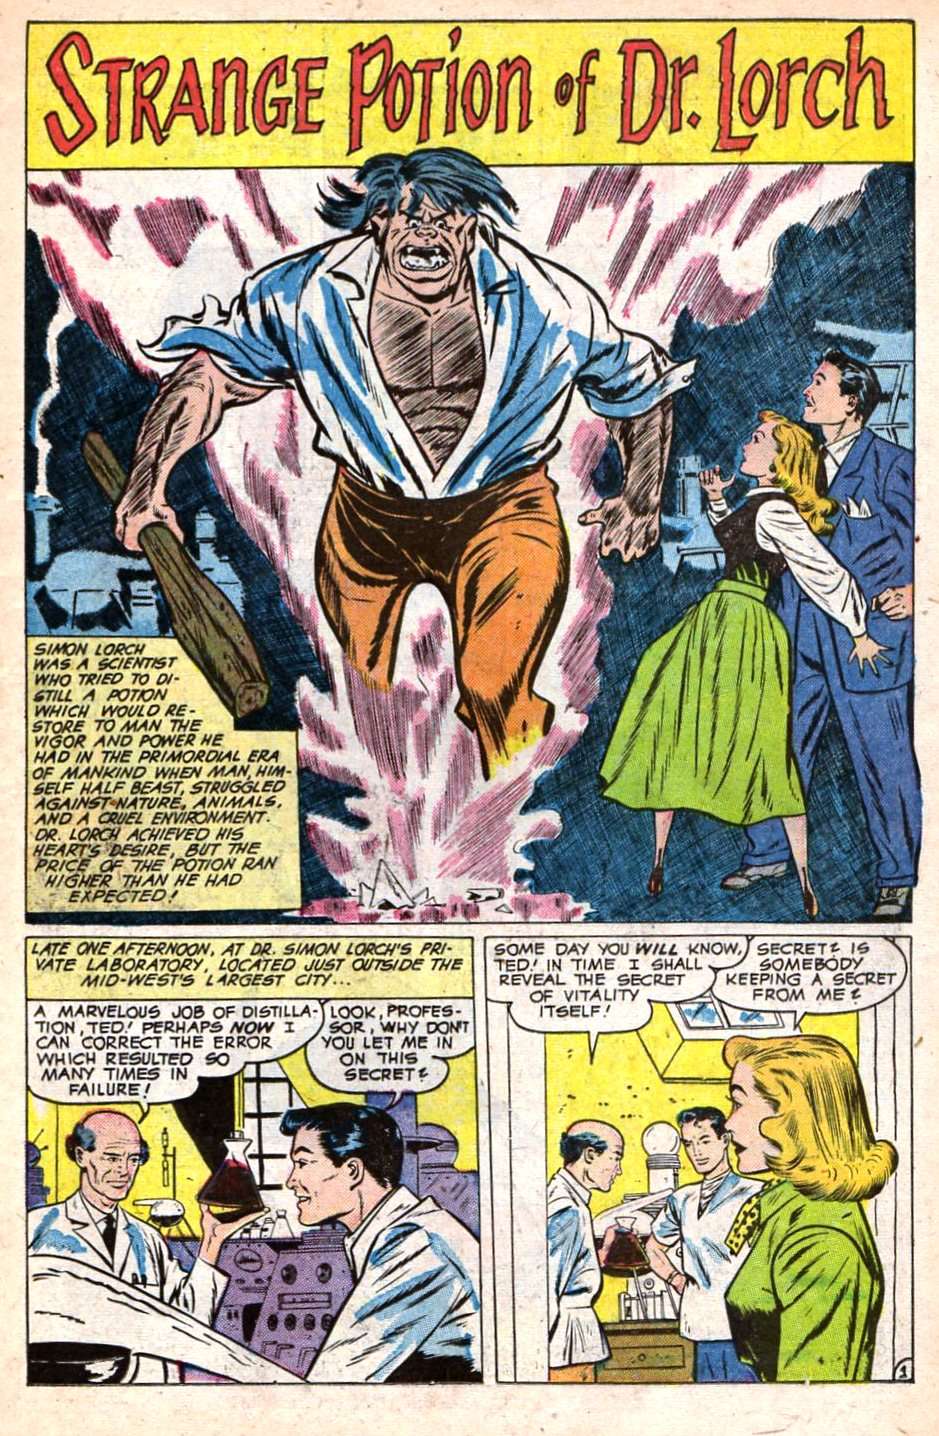 STRANGE POTION of DR. LORCH
SIMON LORCH
WAS A SCIENTIST
WHO TRIED TO DI-
STILL A POTION
WHICH WOULD RE-
STORE TO MAN THE
VIGOR AND POWER HE
HAD IN THE PRIMORDIAL ERA
OF MANKIND WHEN MAN, HIM-
SELF HALF BEAST, STRUGGLED
AGAINST NATURE, ANIMALS,
AND A CRUEL ENVIRONMENT.
DR. LORCH ACHIEVED HIS
HEART'S DESIRE, BUT THE
PRICE OF THE POTION RAN
HIGHER THAN HE HAD
EXPECTED!
LATE ONE AFTERNOON, AT DR. SIMON LORCH'S PRI-
VATE LABORATORY, LOCATED JUST OUTSIDE THE
MID-WEST'S LARGEST CITY...
A MARVELOUS JOB OF DISTILLA-
TION, TED! PERHAPS NOW I
CAN CORRECT THE ERROR
WHICH RESULTED SO
MANY TIMES IN
FAILURE!
LOOK, PROFES-
SOR, WHY DON'T
YOU LET ME IN
ON THIS
SECRET?
SOME DAY YOU WILL KNOW,
TED! IN TIME I SHALL
REVEAL THE SECRET
OF VITALITY
ITSELF!
SECRET? IS
SOMEBODY
KEEPING A SECRET
FROM ME?
1